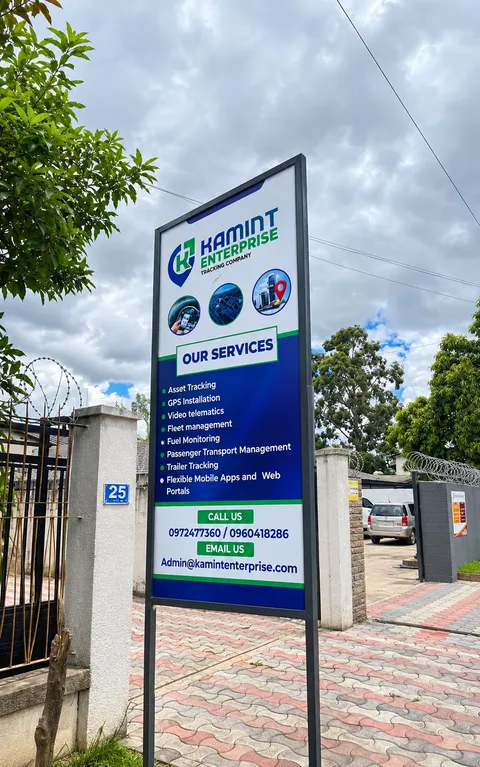 KAMINT
ENTERPRISE
TRACKING COMPANY
OUR SERVICES
Asset Tracking
GPS Installation
Video telematics
Fleet management
Fuel Monitoring
Passenger Transport Management
Trailer Tracking
Flexible Mobile Apps and Web
Portals
CALL US
0972477360 / 0960418286
EMAIL US
Admin@kamintenterprise.com
25